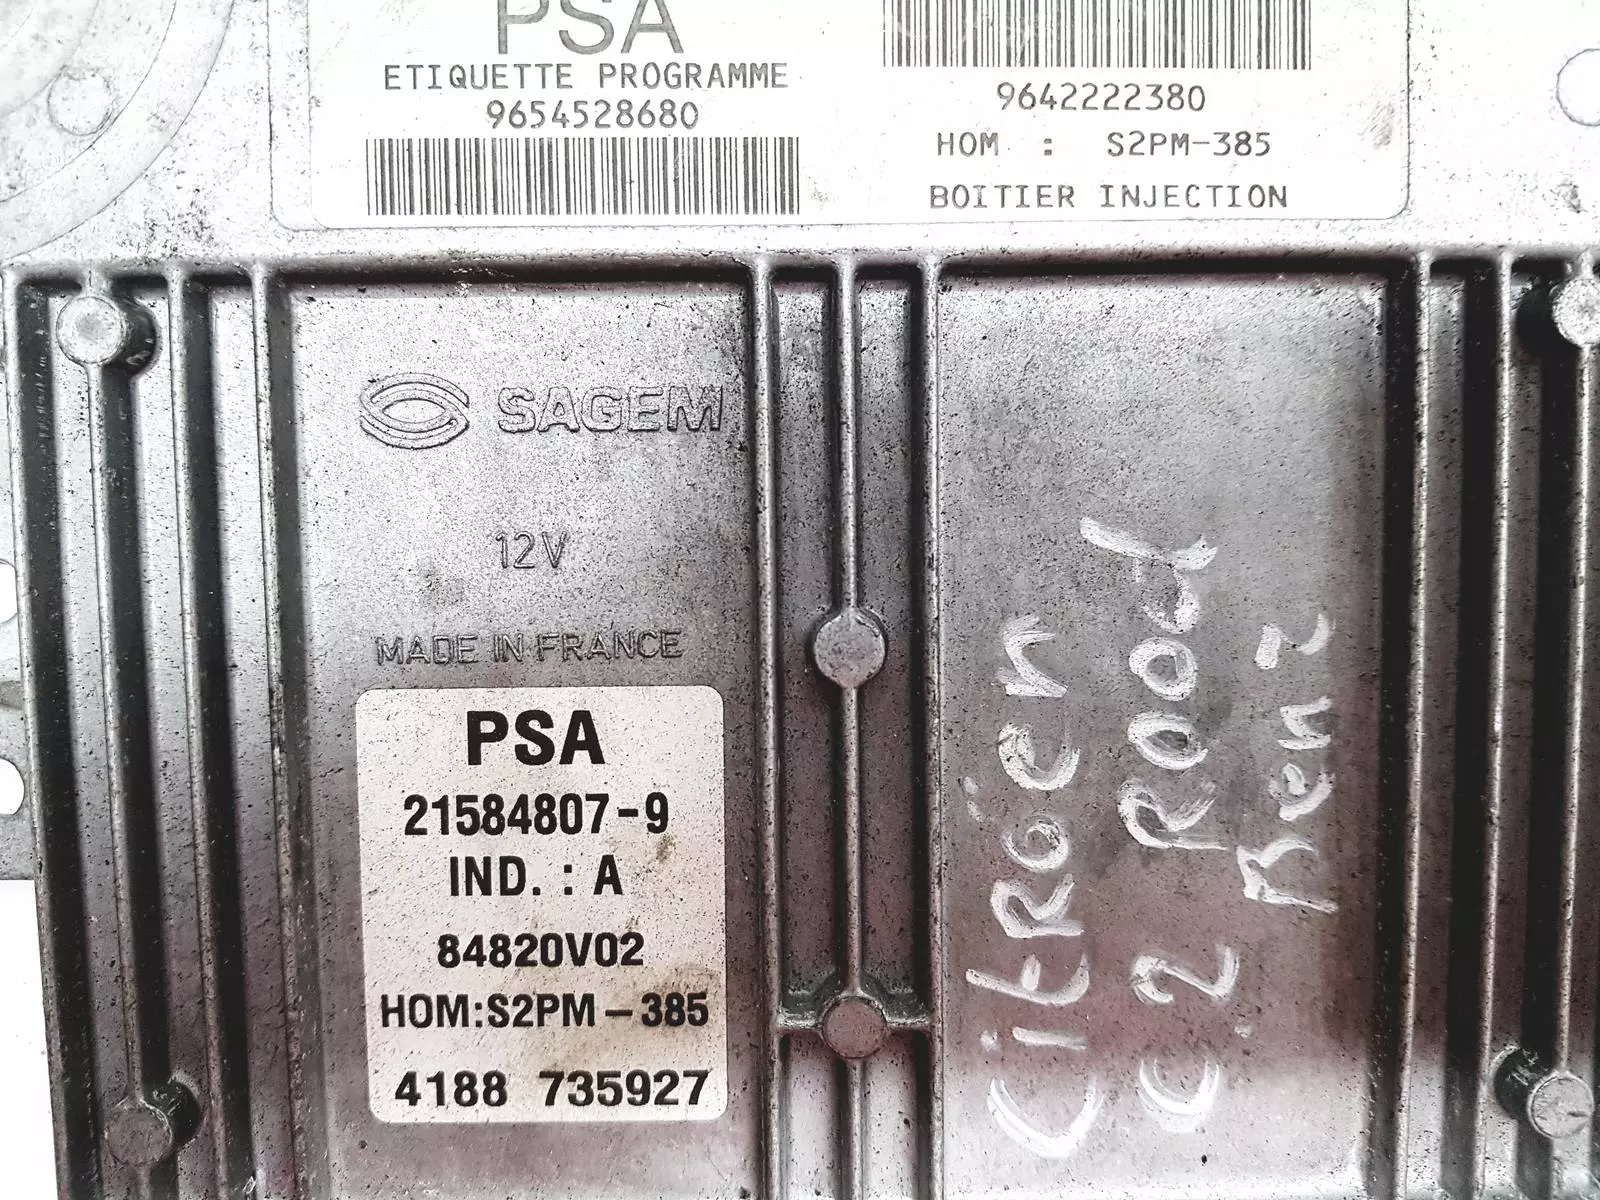 PSA
ETIQUETTE PROGRAMME
9654528680
9642222380
HOM : S2PM-385
BOITIER INJECTION
SAGEM
12V
MADE IN FRANCE
PSA
21584807-9
IND. : A
84820V02
HOM:S2PM-385
4188 735927
Citroën
C2 Rood
Benz